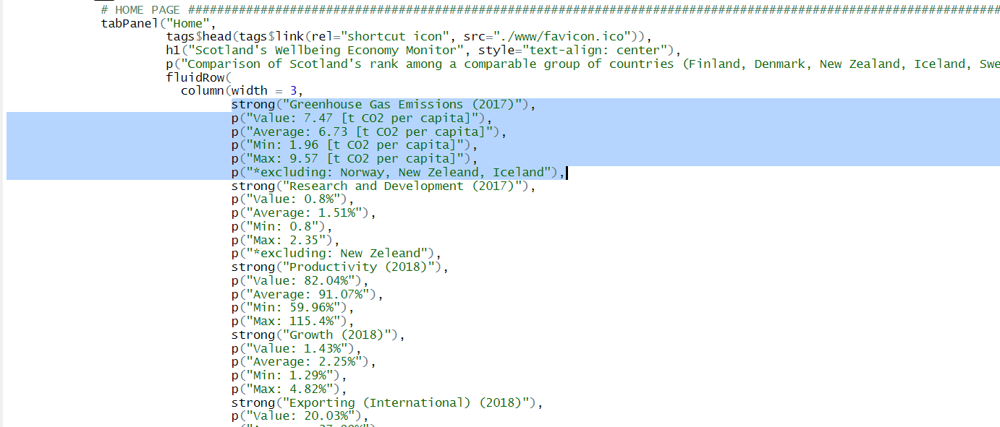 # HOME PAGE ################################################################################################################
tabPanel("Home",
tags$head(tags$link(rel="shortcut icon", src="./www/favicon.ico")),
h1("Scotland's Wellbeing Economy Monitor", style="text-align: center"),
p("Comparison of Scotland's rank among a comparable group of countries (Finland, Denmark, New Zealand, Iceland, Swe
fluidRow(
column(width = 3,
strong("Greenhouse Gas Emissions (2017)"),
p("Value: 7.47 [t CO2 per capita]"),
p("Average: 6.73 [t CO2 per capita]"),
p("Min: 1.96 [t CO2 per capita]"),
p("Max: 9.57 [t CO2 per capita]"),
p("*excluding: Norway, New Zeleand, Iceland"),
strong("Research and Development (2017)"),
p("Value: 0.8%"),
p("Average: 1.51%"),
p("Min: 0.8"),
p("Max: 2.35"),
p("*excluding: New Zeleand"),
strong("Productivity (2018)"),
p("Value: 82.04%"),
p("Average: 91.07%"),
p("Min: 59.96%"),
p("Max: 115.4%"),
strong("Growth (2018)"),
p("Value: 1.43%"),
p("Average: 2.25%"),
p("Min: 1.29%"),
p("Max: 4.82%"),
strong("Exporting (International) (2018)"),
p("Value: 20.03%"),